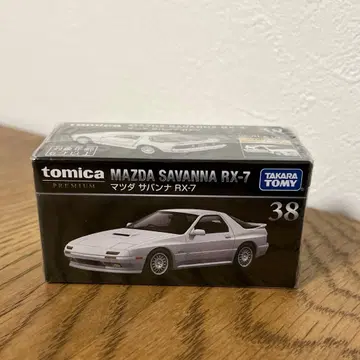 tomica
PREMIUM
MAZDA SAVANNA RX-7
マツダ サバンナ RX-7
TAKARA
TOMY
38